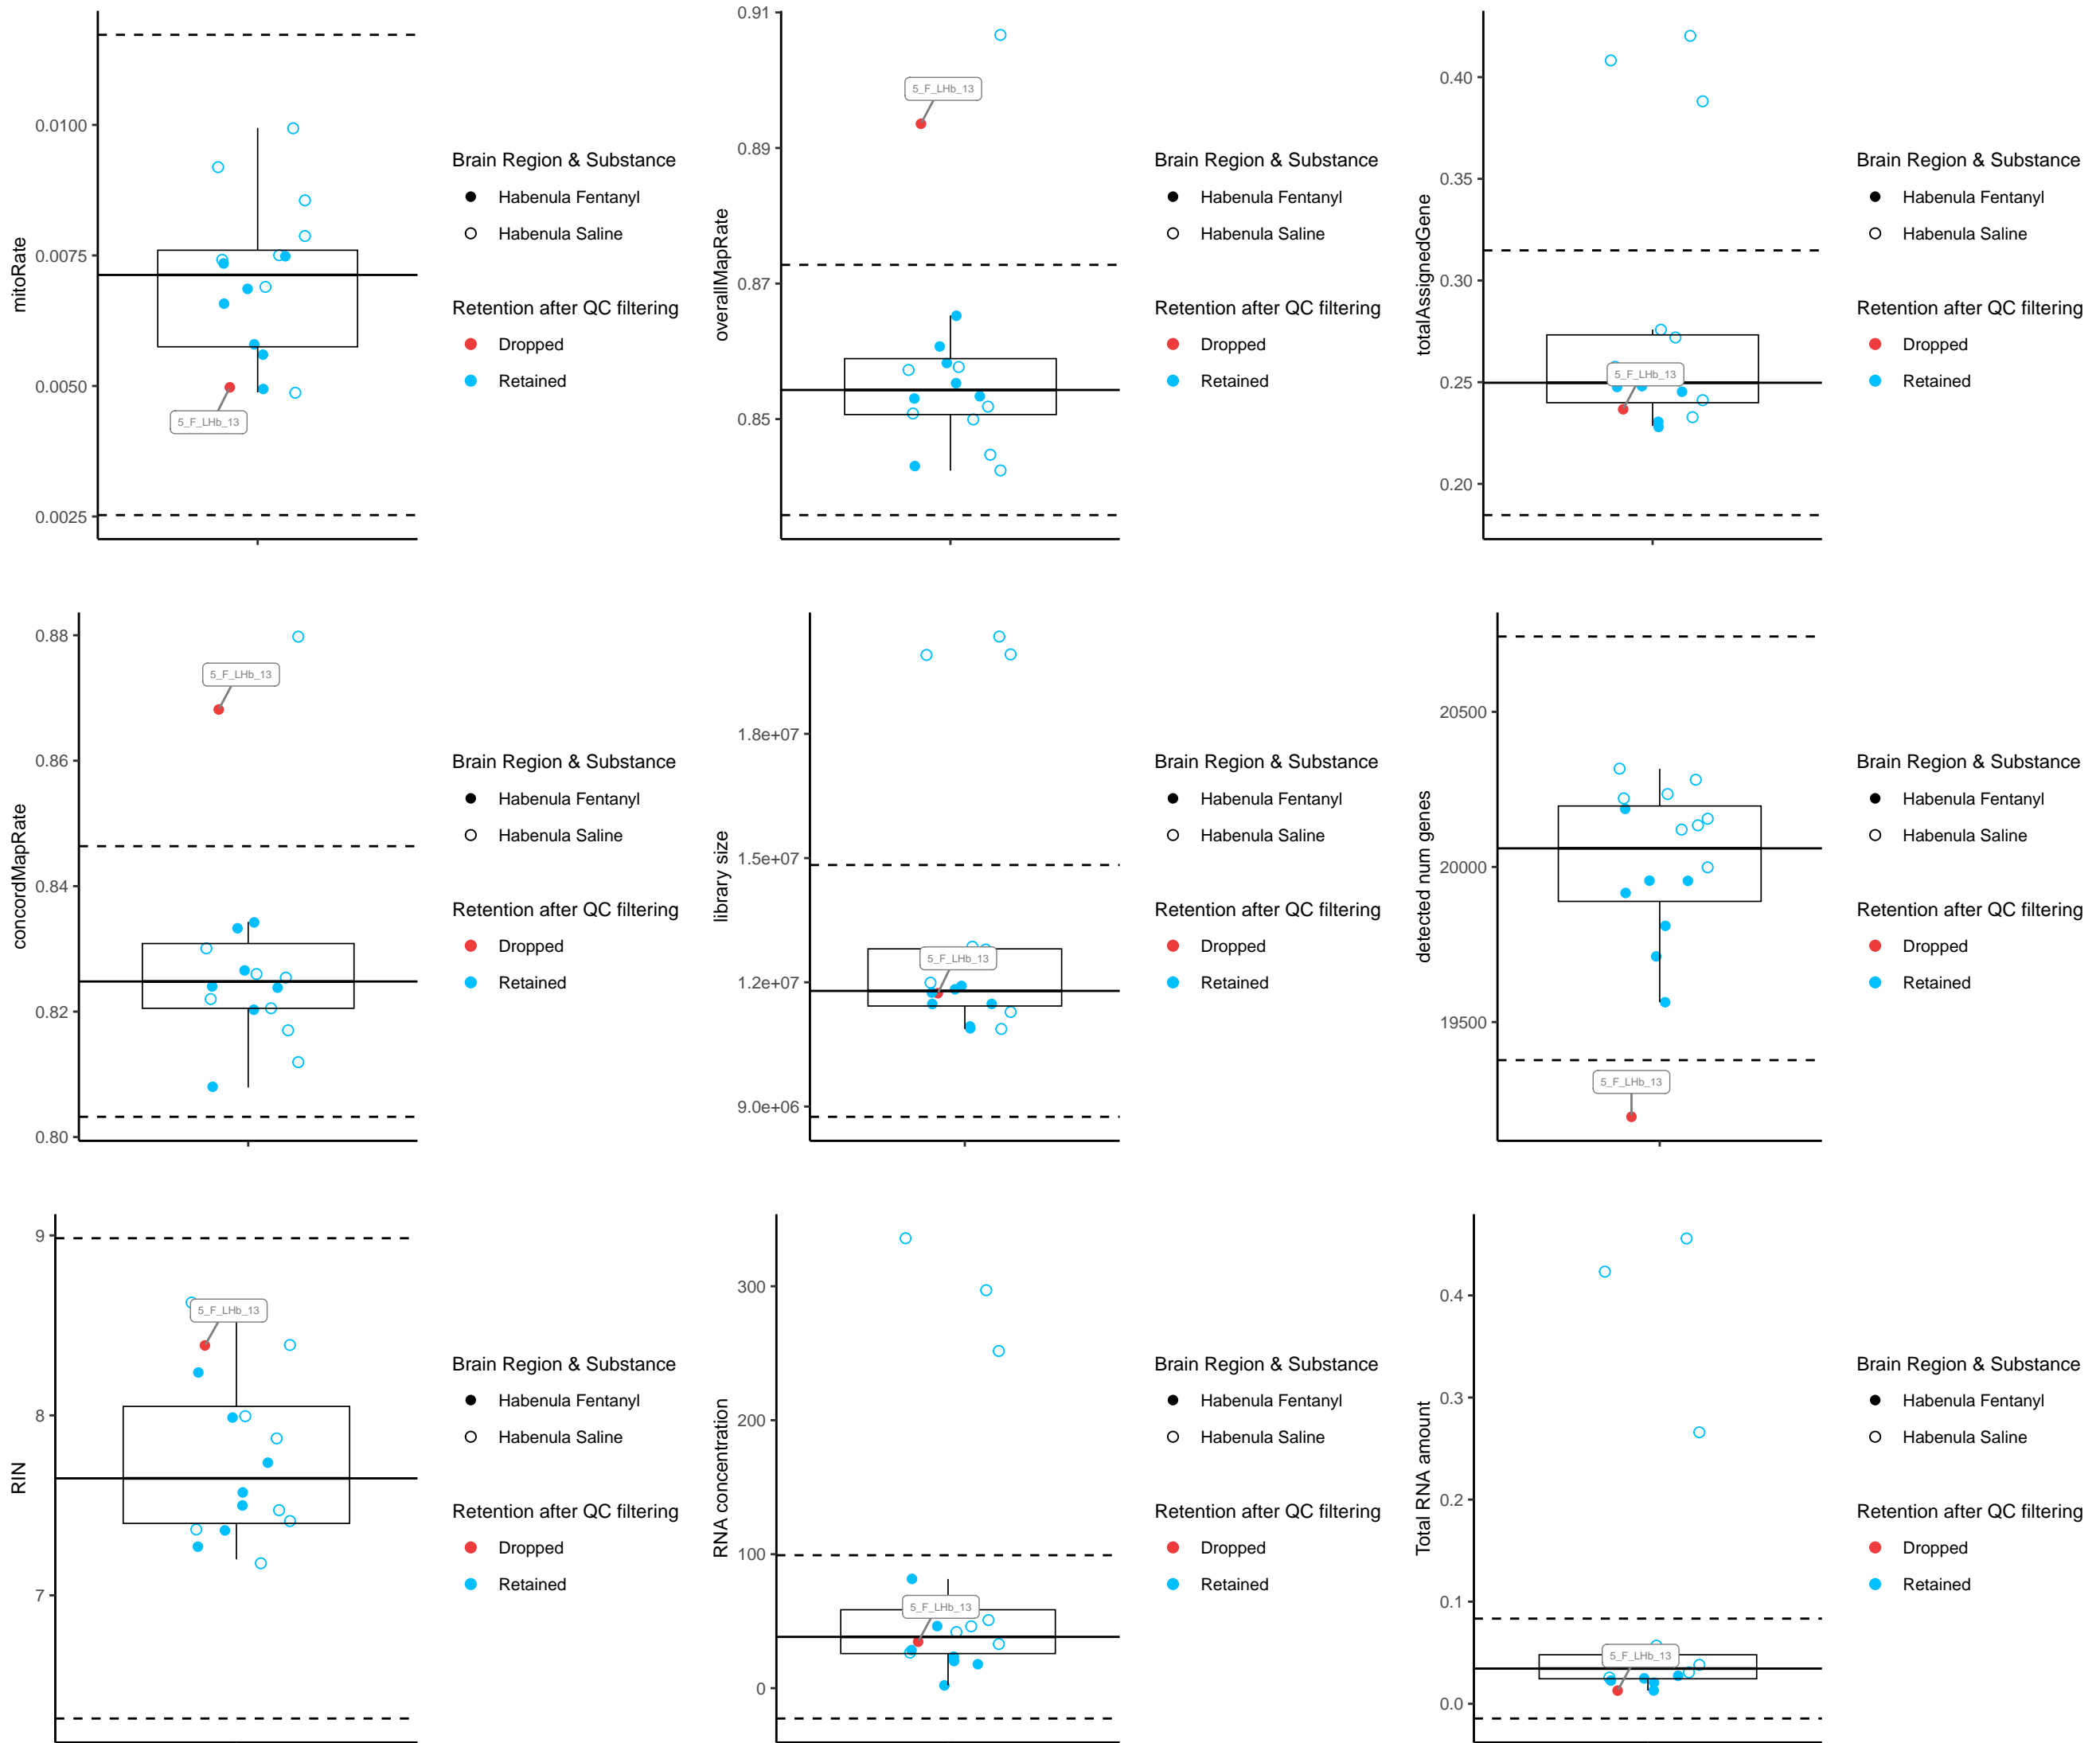 mitoRate
0.0100
0.0075
0.0050
0.0025
5_F_LHb_13
Brain Region & Substance
Habenula Fentanyl
Habenula Saline
Retention after QC filtering
Dropped
Retained
overallMapRate
0.91
0.89
0.87
0.85
5_F_LHb_13
Brain Region & Substance
Habenula Fentanyl
Habenula Saline
Retention after QC filtering
Dropped
Retained
totalAssignedGene
0.40
0.35
0.30
0.25
0.20
5_F_LHb_13
Brain Region & Substance
Habenula Fentanyl
Habenula Saline
Retention after QC filtering
Dropped
Retained
concordMapRate
0.88
0.86
0.84
0.82
0.80
5_F_LHb_13
Brain Region & Substance
Habenula Fentanyl
Habenula Saline
Retention after QC filtering
Dropped
Retained
library size
1.8e+07
1.5e+07
1.2e+07
9.0e+06
5_F_LHb_13
Brain Region & Substance
Habenula Fentanyl
Habenula Saline
Retention after QC filtering
Dropped
Retained
detected num genes
20500
20000
19500
5_F_LHb_13
Brain Region & Substance
Habenula Fentanyl
Habenula Saline
Retention after QC filtering
Dropped
Retained
RIN
9
8
7
5_F_LHb_13
Brain Region & Substance
Habenula Fentanyl
Habenula Saline
Retention after QC filtering
Dropped
Retained
RNA concentration
300
200
100
0
5_F_LHb_13
Brain Region & Substance
Habenula Fentanyl
Habenula Saline
Retention after QC filtering
Dropped
Retained
Total RNA amount
0.4
0.3
0.2
0.1
0.0
5_F_LHb_13
Brain Region & Substance
Habenula Fentanyl
Habenula Saline
Retention after QC filtering
Dropped
Retained